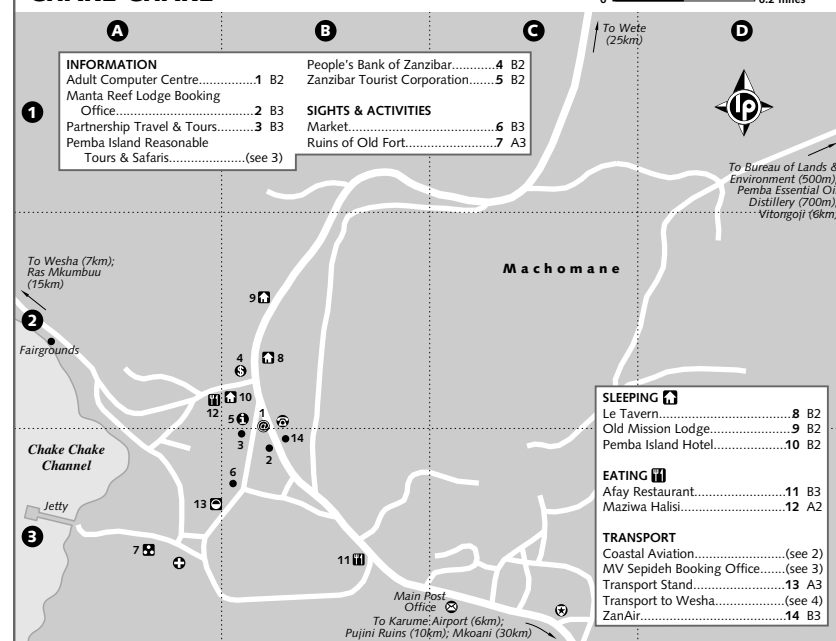 0 0.2 miles
A B C D
To Wete
(25km)
INFORMATION
Adult Computer Centre...............1 B2
Manta Reef Lodge Booking
Office.....................................2 B3
Partnership Travel & Tours.........3 B3
Pemba Island Reasonable
Tours & Safaris....................(see 3)
People's Bank of Zanzibar............4 B2
Zanzibar Tourist Corporation.......5 B2
SIGHTS & ACTIVITIES
Market.......................................6 B3
Ruins of Old Fort........................7 A3
1
lp
To Bureau of Lands &
Environment (500m);
Pemba Essential Oil
Distillery (700m);
Vitongoji (6km)
Machomane
To Wesha (7km);
Ras Mkumbuu
(15km)
9
2
Fairgrounds
4
$
8
10
12
5 i
1
@
3
2
14
Chake Chake
Channel
6
13
Jetty
3
7
11
Main Post
Office
To Karume Airport (6km);
Pujini Ruins (10km); Mkoani (30km)
SLEEPING
Le Tavern....................................8 B2
Old Mission Lodge......................9 B2
Pemba Island Hotel...................10 B2
EATING
Afay Restaurant........................11 B3
Maziwa Halisi............................12 A2
TRANSPORT
Coastal Aviation......................(see 2)
MV Sepideh Booking Office.....(see 3)
Transport Stand........................13 A3
Transport to Wesha.................(see 4)
ZanAir......................................14 B3